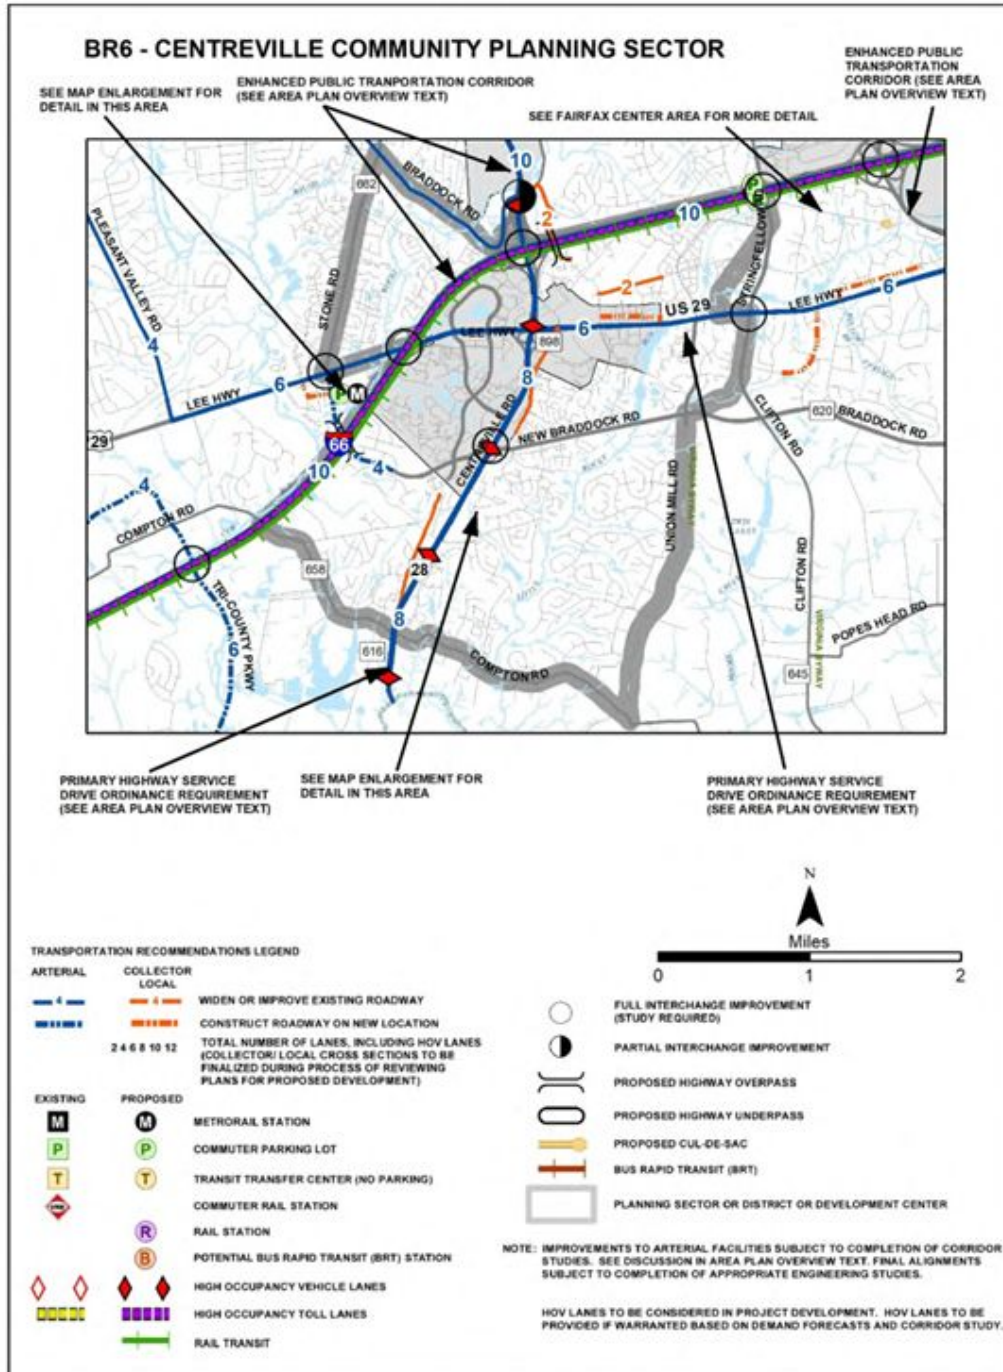 BR6 - CENTREVILLE COMMUNITY PLANNING SECTOR
SEE MAP ENLARGEMENT FOR
DETAIL IN THIS AREA
ENHANCED PUBLIC TRANPORTATION CORRIDOR
(SEE AREA PLAN OVERVIEW TEXT)
ENHANCED PUBLIC
TRANSPORTATION
CORRIDOR (SEE AREA
PLAN OVERVIEW TEXT)
SEE FAIRFAX CENTER AREA FOR MORE DETAIL
10
BRADDOCK RD
662
2
R
10
PLEASANT VALLEY RD
STONE RD
STRINGFELLOW
2
US 29
LEE HWY
6
LEE HWY
6
898
4
6
LEE HWY
P
M
8
CENTREVILLE RD
NEW BRADDOCK RD
620
BRADDOCK RD
29
66
10
4
4
CLIFTON RD
UNION MILL RD
COMPTON RD
658
28
TRI-COUNTY PKWY
6
8
616
COMPTON RD
CLIFTON RD
VIRGINIA BYWAY
POPES HEAD RD
645
PRIMARY HIGHWAY SERVICE
DRIVE ORDINANCE REQUIREMENT
(SEE AREA PLAN OVERVIEW TEXT)
SEE MAP ENLARGEMENT FOR
DETAIL IN THIS AREA
PRIMARY HIGHWAY SERVICE
DRIVE ORDINANCE REQUIREMENT
(SEE AREA PLAN OVERVIEW TEXT)
N
Miles
0 1 2
TRANSPORTATION RECOMMENDATIONS LEGEND
ARTERIAL COLLECTOR
LOCAL
4 4 WIDEN OR IMPROVE EXISTING ROADWAY
CONSTRUCT ROADWAY ON NEW LOCATION
2 4 6 8 10 12 TOTAL NUMBER OF LANES, INCLUDING HOV LANES
(COLLECTOR/ LOCAL CROSS SECTIONS TO BE
FINALIZED DURING PROCESS OF REVIEWING
PLANS FOR PROPOSED DEVELOPMENT)
EXISTING PROPOSED
M M METRORAIL STATION
P P COMMUTER PARKING LOT
T T TRANSIT TRANSFER CENTER (NO PARKING)
COMMUTER RAIL STATION
R RAIL STATION
B POTENTIAL BUS RAPID TRANSIT (BRT) STATION
HIGH OCCUPANCY VEHICLE LANES
HIGH OCCUPANCY TOLL LANES
RAIL TRANSIT
FULL INTERCHANGE IMPROVEMENT
(STUDY REQUIRED)
PARTIAL INTERCHANGE IMPROVEMENT
PROPOSED HIGHWAY OVERPASS
PROPOSED HIGHWAY UNDERPASS
PROPOSED CUL-DE-SAC
BUS RAPID TRANSIT (BRT)
PLANNING SECTOR OR DISTRICT OR DEVELOPMENT CENTER
NOTE: IMPROVEMENTS TO ARTERIAL FACILITIES SUBJECT TO COMPLETION OF CORRIDOR
STUDIES. SEE DISCUSSION IN AREA PLAN OVERVIEW TEXT. FINAL ALIGNMENTS
SUBJECT TO COMPLETION OF APPROPRIATE ENGINEERING STUDIES.
HOV LANES TO BE CONSIDERED IN PROJECT DEVELOPMENT. HOV LANES TO BE
PROVIDED IF WARRANTED BASED ON DEMAND FORECASTS AND CORRIDOR STUDY.